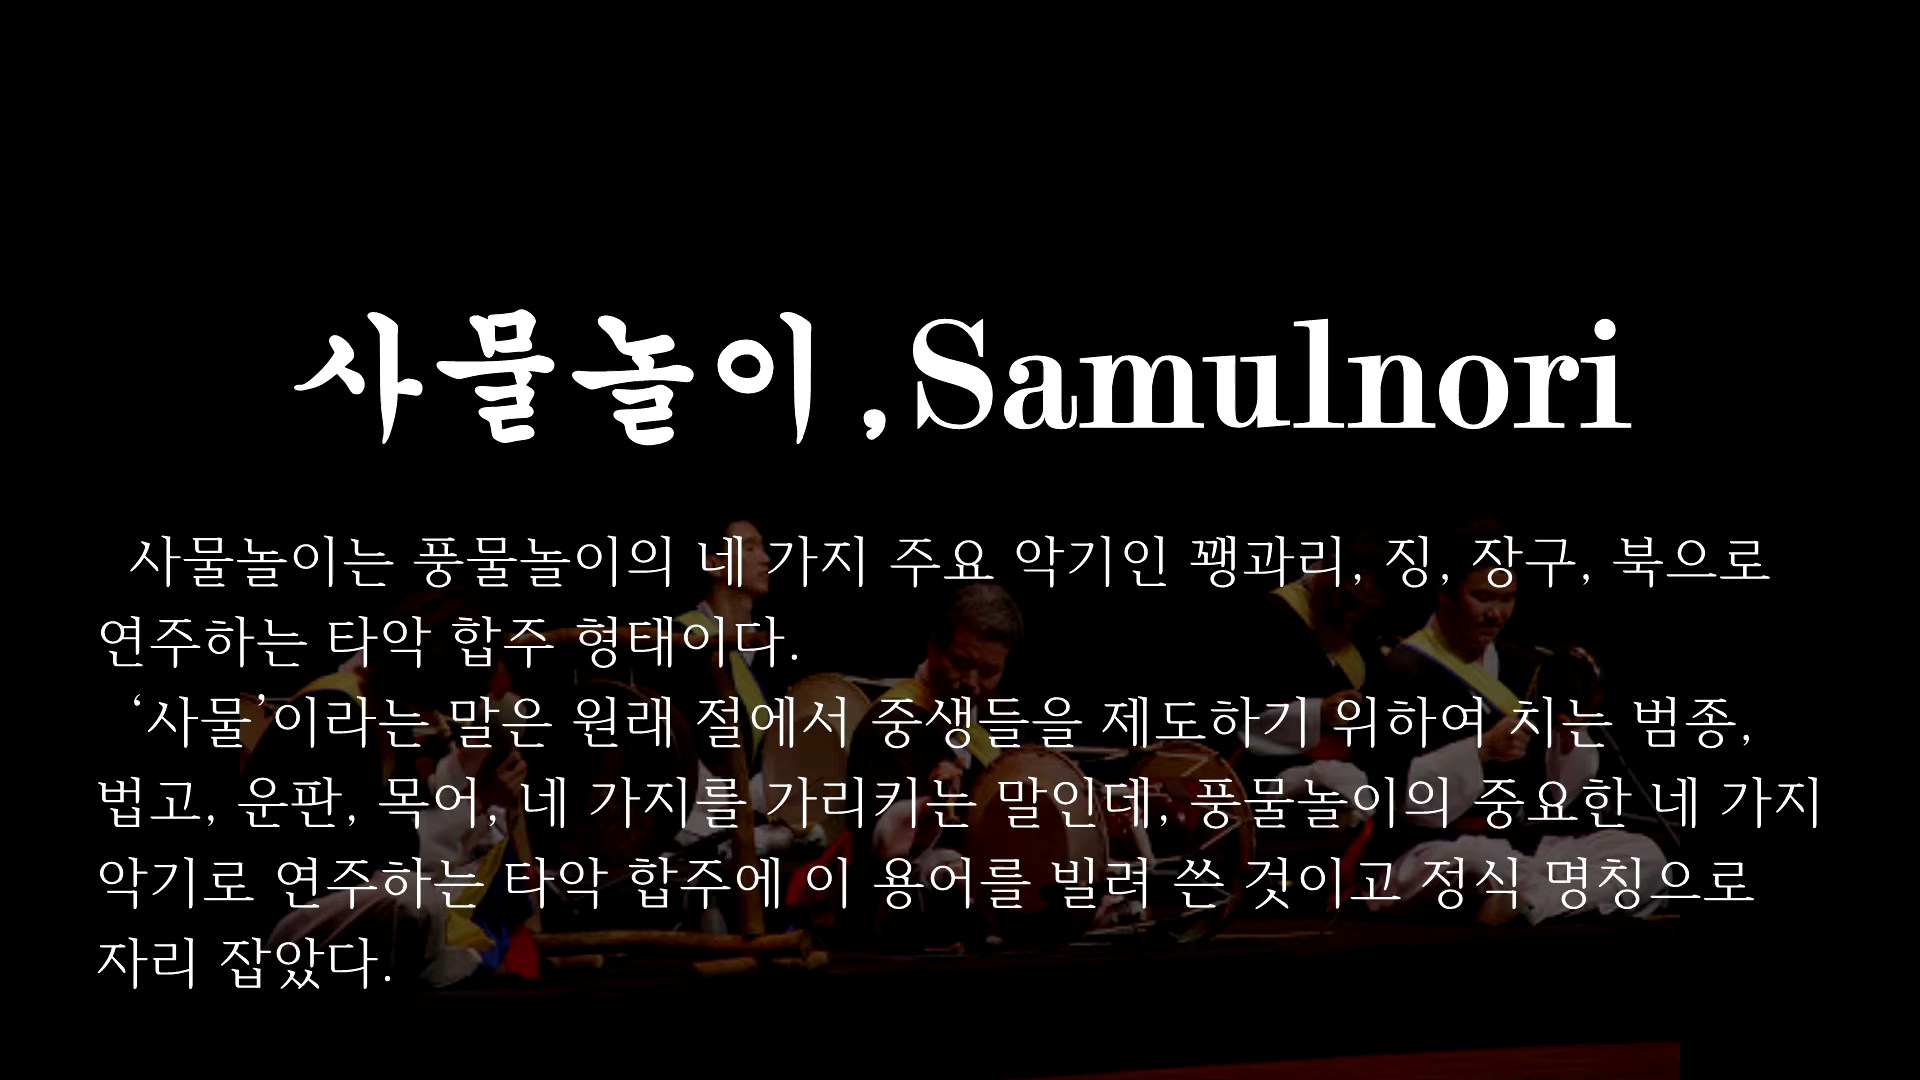 사물놀이,Samulnori
사물놀이는 풍물놀이의 네 가지 주요 악기인 꽹과리, 징, 장구, 북으로
연주하는 타악 합주 형태이다.
‘사물’이라는 말은 원래 절에서 중생들을 제도하기 위하여 치는 범종,
법고, 운판, 목어, 네 가지를 가리키는 말인데, 풍물놀이의 중요한 네 가지
악기로 연주하는 타악 합주에 이 용어를 빌려 쓴 것이고 정식 명칭으로
자리 잡았다.